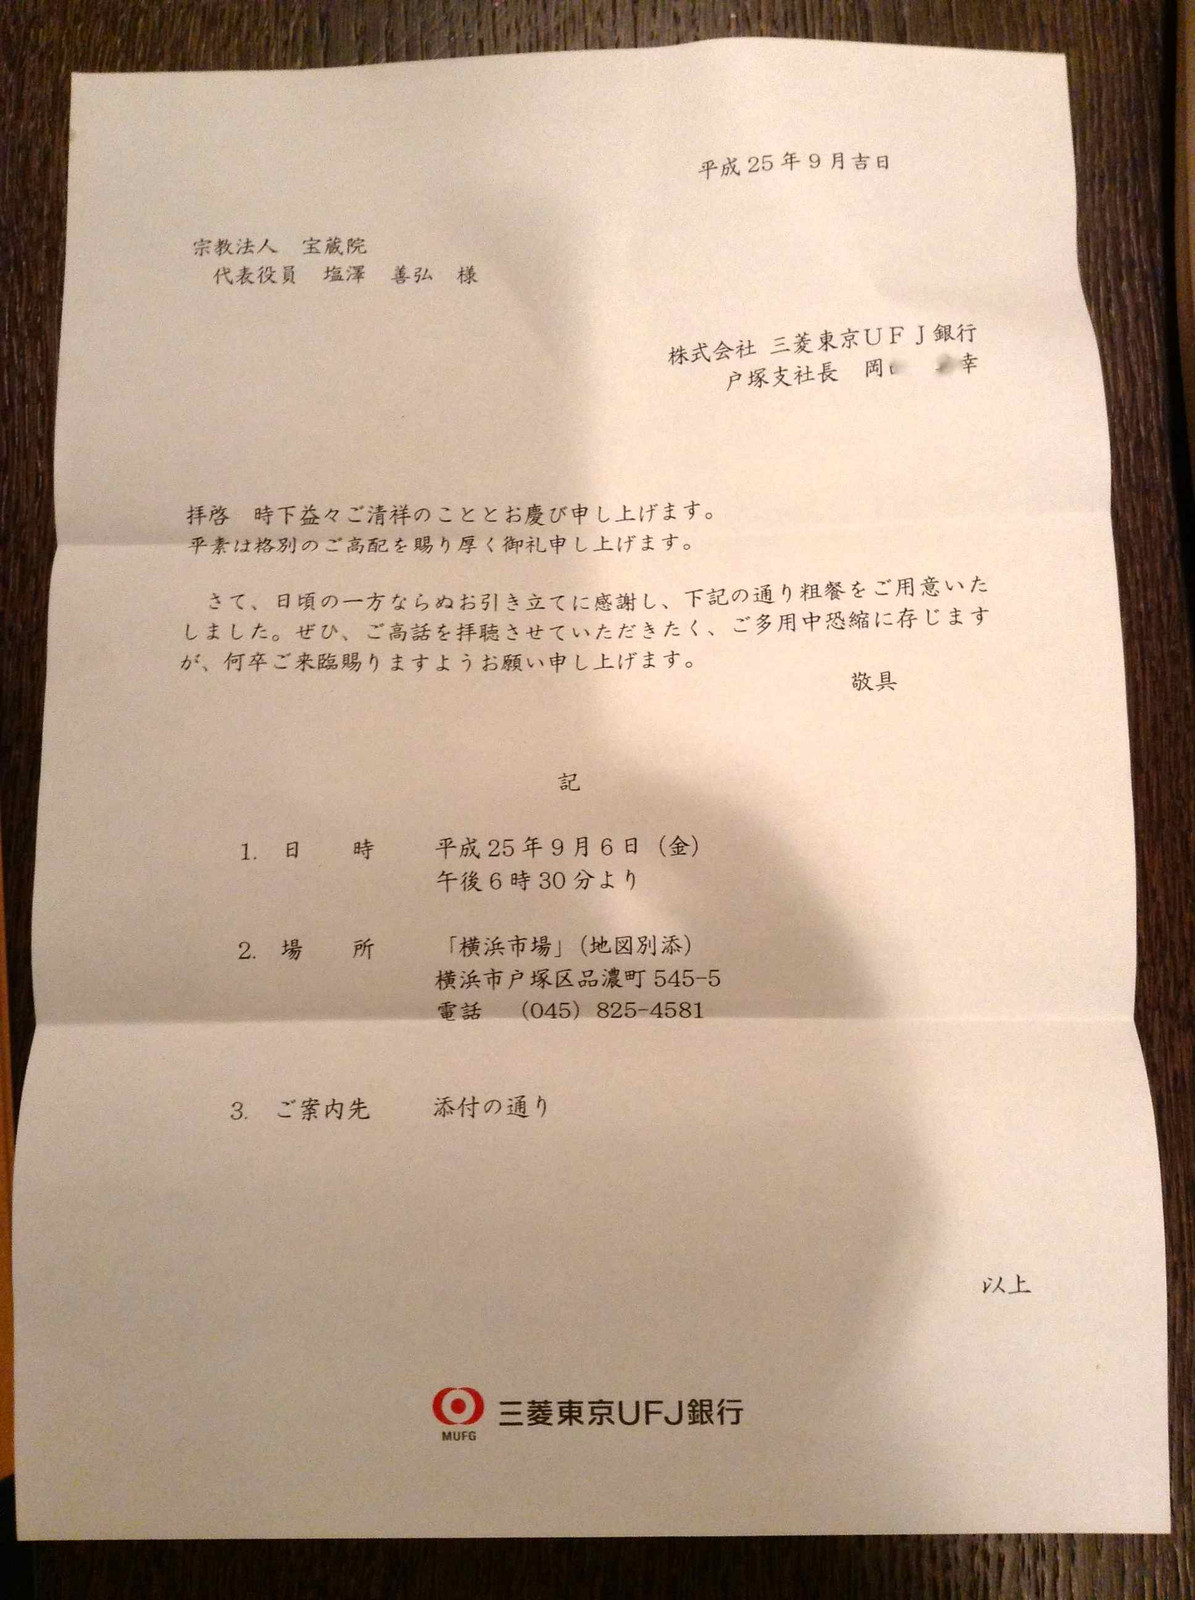 平成25年9月吉日
宗教法人　宝蔵院
代表役員　塩澤　善弘　様
株式会社 三菱東京ＵＦＪ銀行
戸塚支社長　岡　　幸
拝啓　時下益々ご清祥のこととお慶び申し上げます。
平素は格別のご高配を賜り厚く御礼申し上げます。
さて、日頃の一方ならぬお引き立てに感謝し、下記の通り粗餐をご用意いた
しました。ぜひ、ご高話を拝聴させていただきたく、ご多用中恐縮に存じます
が、何卒ご来臨賜りますようお願い申し上げます。
敬具
記
1.　日　　時　　平成25年9月6日（金）
午後6時30分より
2.　場　　所　　「横浜市場」（地図別添）
横浜市戸塚区品濃町545-5
電話　（045）825-4581
3.　ご案内先　　添付の通り
以上
三菱東京UFJ銀行
MUFG